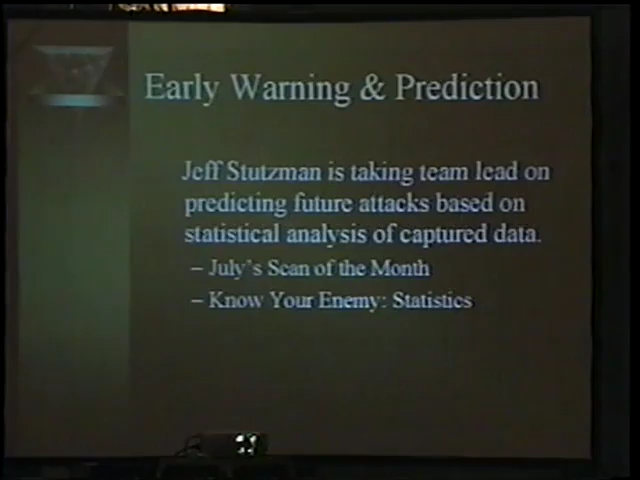 Early Warning & Prediction
Jeff Stutzman is taking team lead on
predicting future attacks based on
statistical analysis of captured data.
– July's Scan of the Month
– Know Your Enemy: Statistics